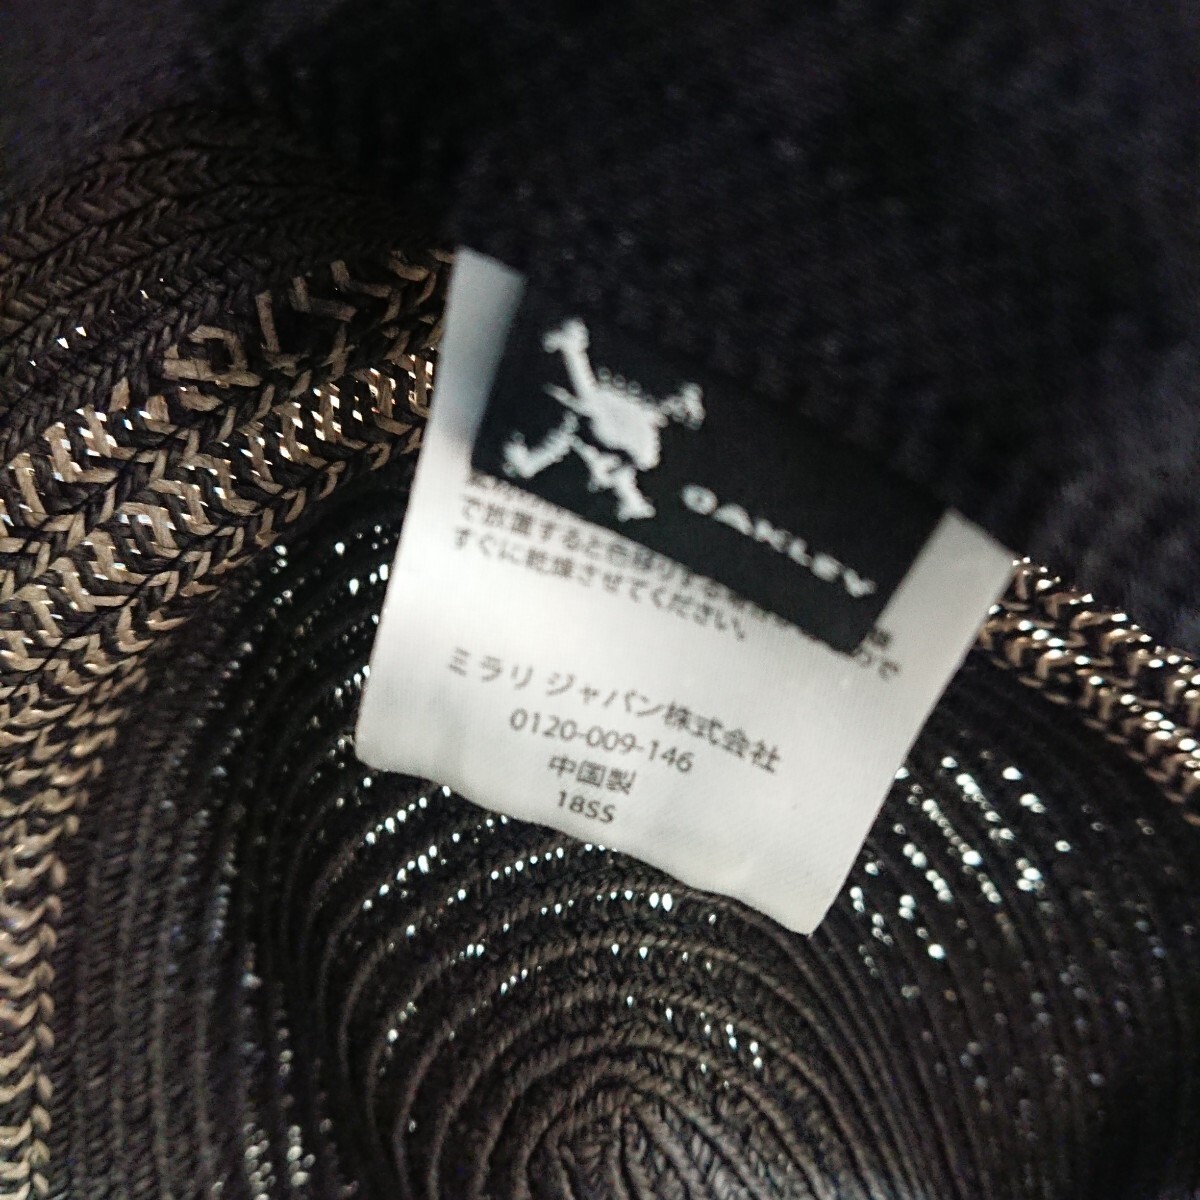 OAKLEY
で放置すると色移りする
すぐに乾燥させてください。
ミラリ ジャパン株式会社
0120-009-146
中国製
18SS